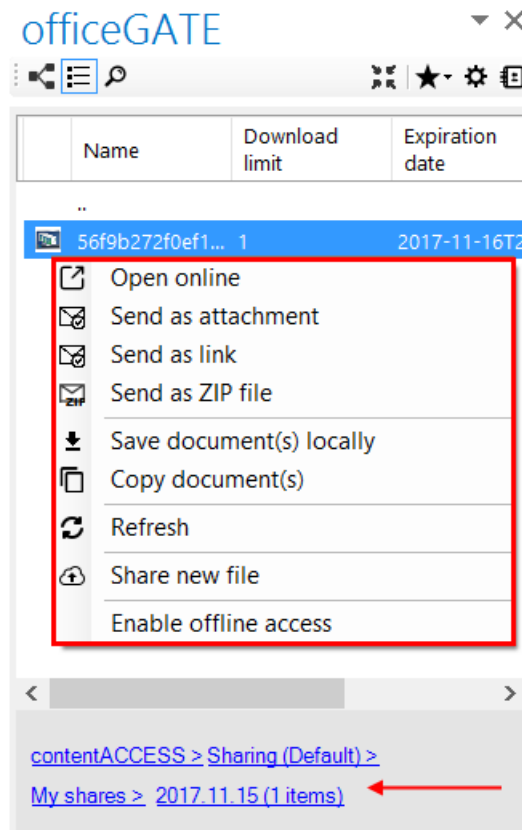 officeGATE
Name
Download limit
Expiration date
..
56f9b272f0ef1... 1 2017-11-16T2
Open online
Send as attachment
Send as link
ZIP Send as ZIP file
Save document(s) locally
Copy document(s)
Refresh
Share new file
Enable offline access
contentACCESS > Sharing (Default) >
My shares > 2017.11.15 (1 items)